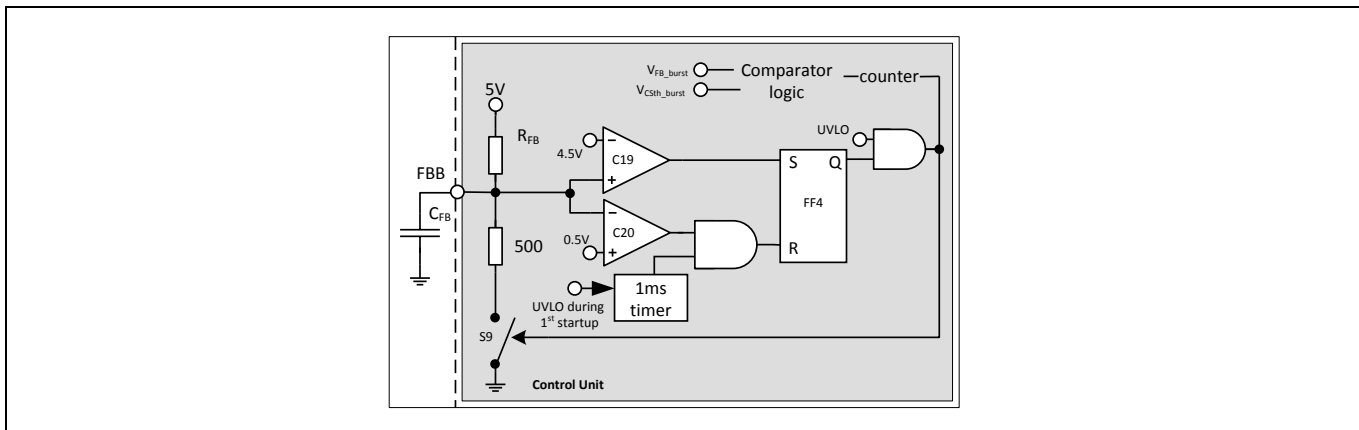 V_FB_burst
Comparator
counter
V_CSth_burst
logic
5V
R_FB
UVLO
4.5V
−
C19
+
S
Q
FBB
FF4
C_FB
−
C20
500
0.5V
+
R
1ms
timer
UVLO during
1st startup
S9
Control Unit